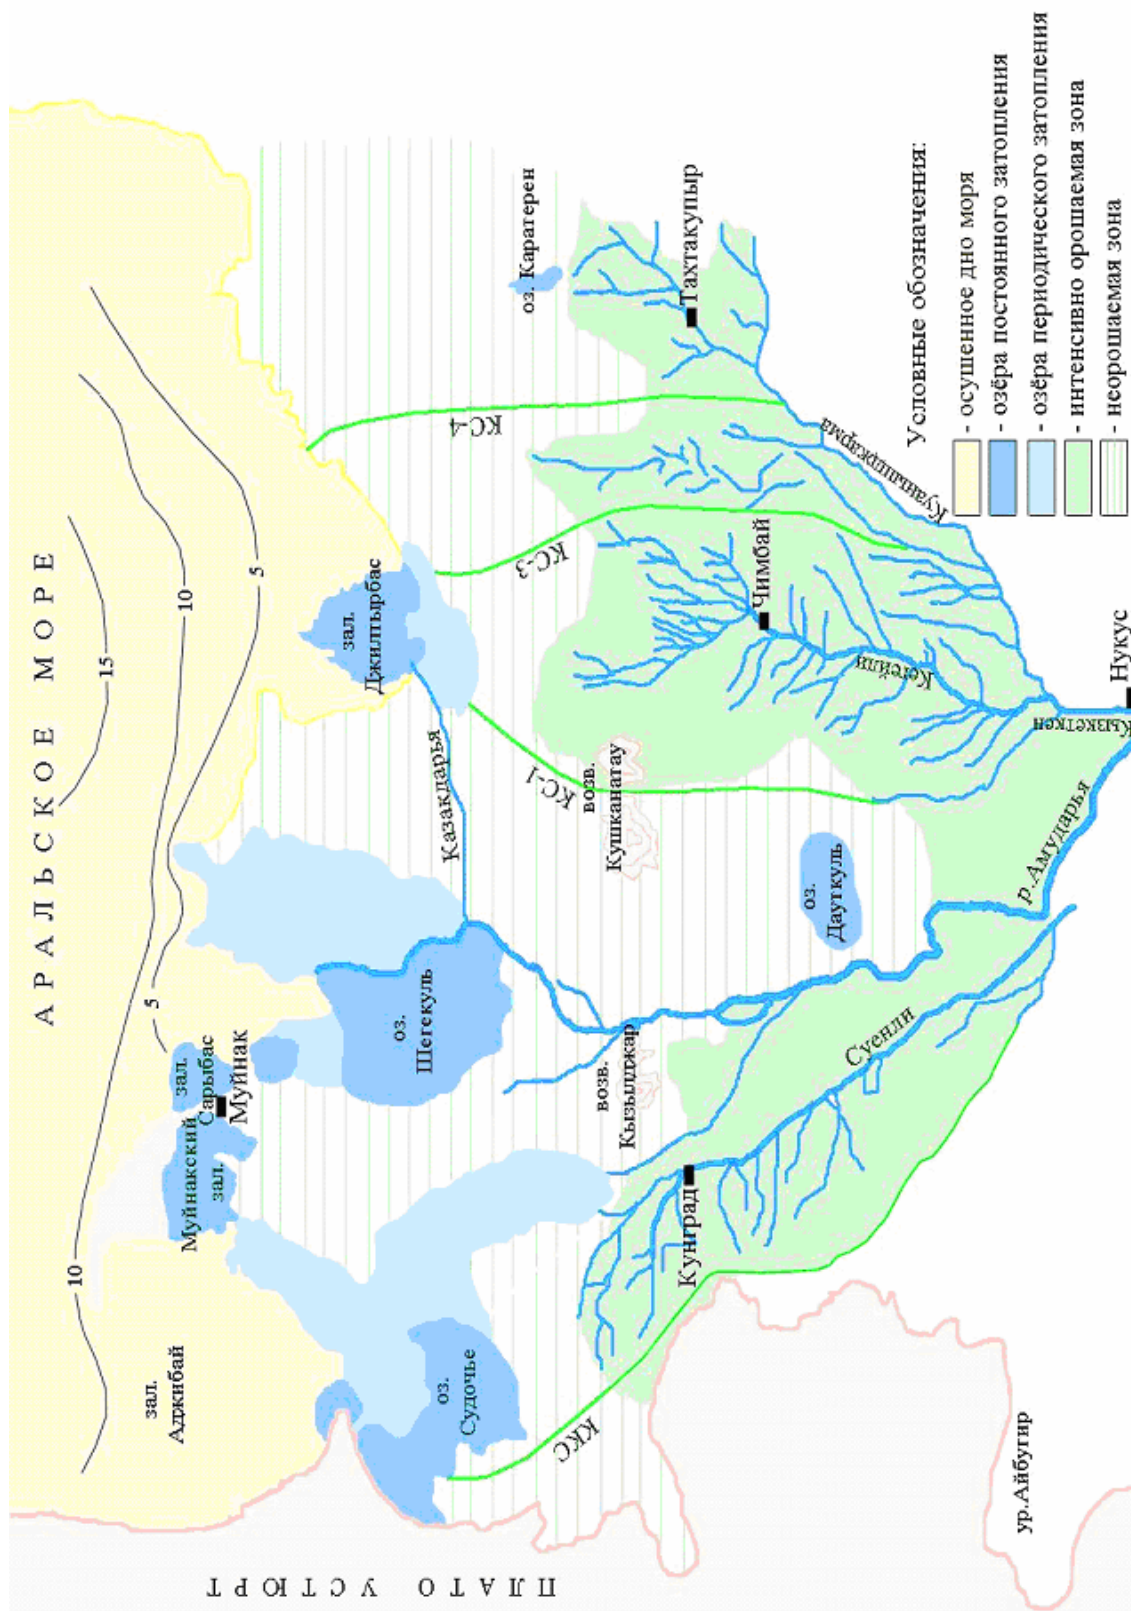 АРАЛЬСКОЕ МОРЕ
15
10
10
5
5
зал.
Аджибай
Муйнакский
зал.
зал.
Сарыбас
Муйнак
зал.
Джилтырбас
оз.
Судочье
оз.
Шегекуль
Казакдарья
КС-1
КС-3
КС-4
оз. Каратерен
ККС
возв.
Кызылджар
возв.
Кушканатау
Кунград
Суенли
оз.
Дауткуль
Чимбай
Кегейли
Тахтакупыр
Куанышджарма
р.Амударья
Кызкеткен
Нукус
ур.Айбугир
ПЛАТО УСТЮРТ
Условные обозначения:
- осушенное дно моря
- озёра постоянного затопления
- озёра периодического затопления
- интенсивно орошаемая зона
- неорошаемая зона